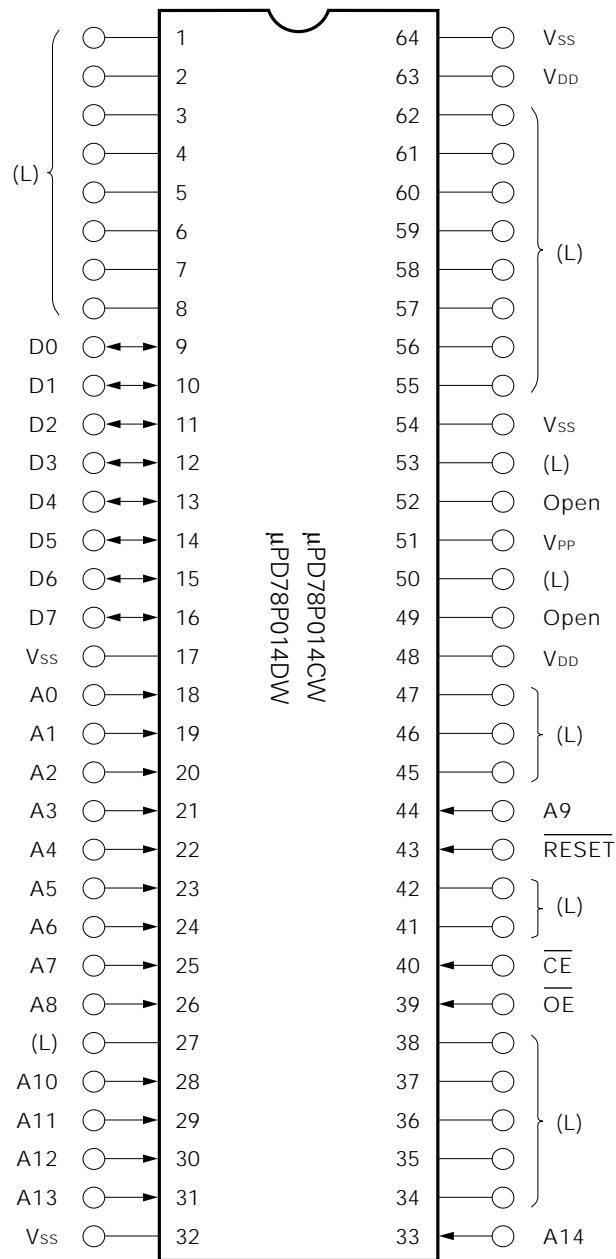 1 64 VSS
2 63 VDD
3 62
4 61
(L)
5 60
6 59
7 58 (L)
8 57
D0 9 56
D1 10 55
D2 11 54 VSS
D3 12 53 (L)
D4 13 52 Open
D5 14 51 VPP
D6 15 50 (L)
D7 16 49 Open
μPD78P014CW
μPD78P014DW
VSS 17 48 VDD
A0 18 47
A1 19 46 (L)
A2 20 45
A3 21 44 A9
A4 22 43 RESET
A5 23 42
(L)
A6 24 41
A7 25 40 CE
A8 26 39 OE
(L) 27 38
A10 28 37
A11 29 36 (L)
A12 30 35
A13 31 34
VSS 32 33 A14